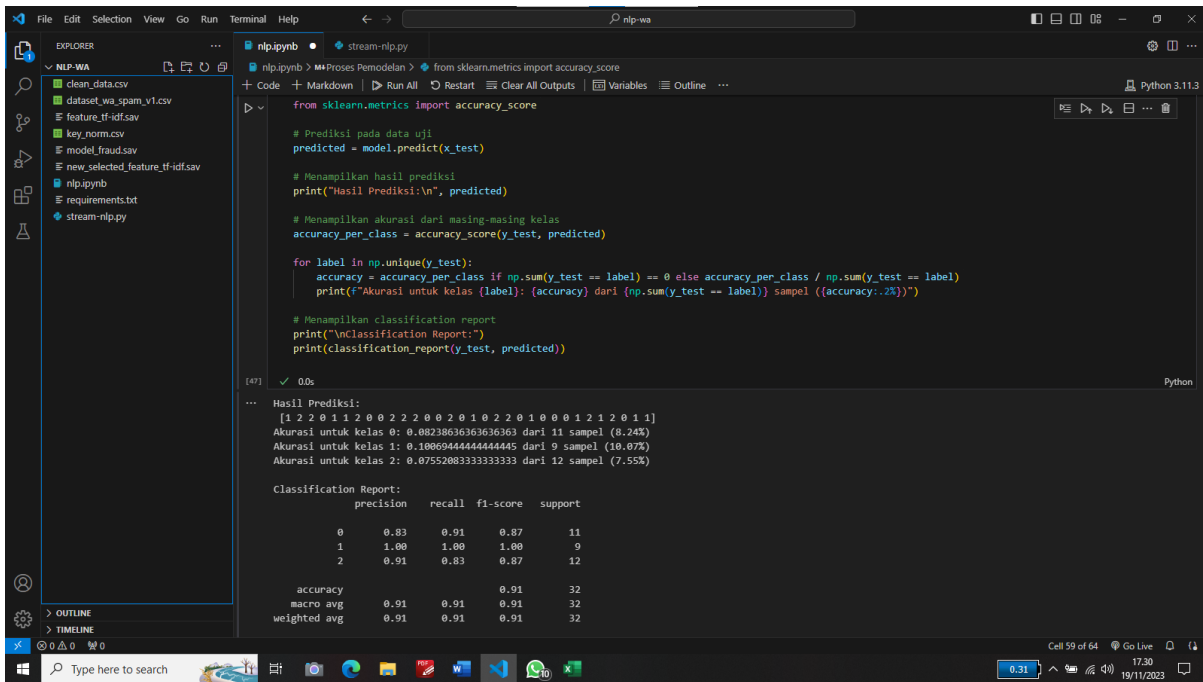 File Edit Selection View Go Run Terminal Help
nlp-wa
EXPLORER
nlp.ipynb
stream-nlp.py
NLP-WA
clean_data.csv
dataset_wa_spam_v1.csv
feature_tf-idf.sav
key_norm.csv
model_fraud.sav
new_selected_feature_tf-idf.sav
nlp.ipynb
requirements.txt
stream-nlp.py
OUTLINE
TIMELINE
nlp.ipynb > M+Proses Pemodelan > from sklearn.metrics import accuracy_score
+ Code + Markdown Run All Restart Clear All Outputs Variables Outline ...
Python 3.11.3
from sklearn.metrics import accuracy_score
# Prediksi pada data uji
predicted = model.predict(x_test)
# Menampilkan hasil prediksi
print("Hasil Prediksi:\n", predicted)
# Menampilkan akurasi dari masing-masing kelas
accuracy_per_class = accuracy_score(y_test, predicted)
for label in np.unique(y_test):
accuracy = accuracy_per_class if np.sum(y_test == label) == 0 else accuracy_per_class / np.sum(y_test == label)
print(f"Akurasi untuk kelas {label}: {accuracy} dari {np.sum(y_test == label)} sampel ({accuracy:.2%})")
# Menampilkan classification report
print("\nClassification Report:")
print(classification_report(y_test, predicted))
[47] ✓ 0.0s
Python
... Hasil Prediksi:
[1 2 2 0 1 1 2 0 0 2 2 2 0 0 2 0 1 0 2 2 0 1 0 0 0 1 2 1 2 0 1 1]
Akurasi untuk kelas 0: 0.08238636363636363 dari 11 sampel (8.24%)
Akurasi untuk kelas 1: 0.10069444444444445 dari 9 sampel (10.07%)
Akurasi untuk kelas 2: 0.07552083333333333 dari 12 sampel (7.55%)
Classification Report:
precision recall f1-score support
0 0.83 0.91 0.87 11
1 1.00 1.00 1.00 9
2 0.91 0.83 0.87 12
accuracy 0.91 32
macro avg 0.91 0.91 0.91 32
weighted avg 0.91 0.91 0.91 32
0 0 0
Cell 59 of 64 Go Live
Type here to search
PDF
10
0.31
17.30
19/11/2023